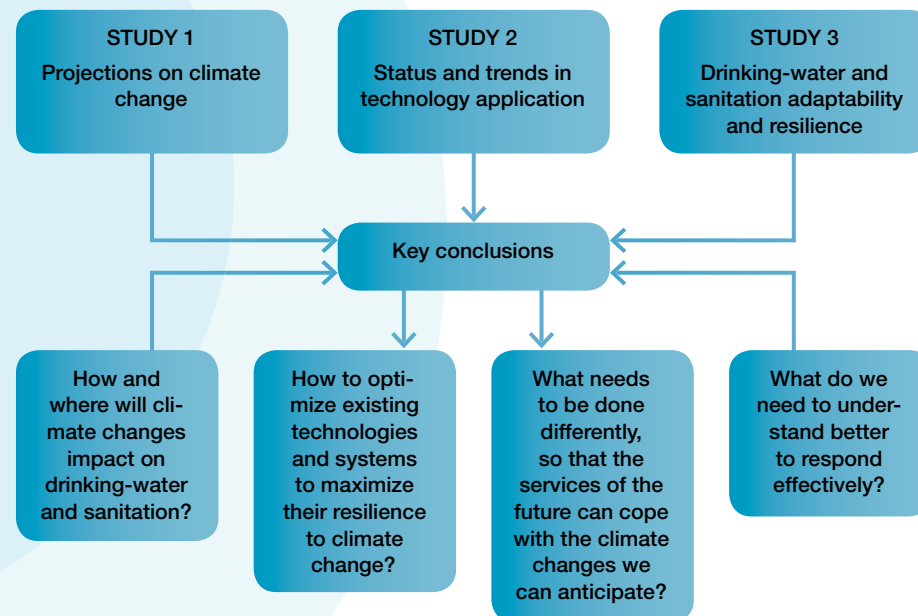 STUDY 1
Projections on climate
change
STUDY 2
Status and trends in
technology application
STUDY 3
Drinking-water and
sanitation adaptability
and resilience
Key conclusions
How and
where will cli-
mate changes
impact on
drinking-water
and sanitation?
How to opti-
mize existing
technologies
and systems
to maximize
their resilience
to climate
change?
What needs
to be done
differently,
so that the
services of the
future can cope
with the climate
changes we
can anticipate?
What do we
need to under-
stand better
to respond
effectively?